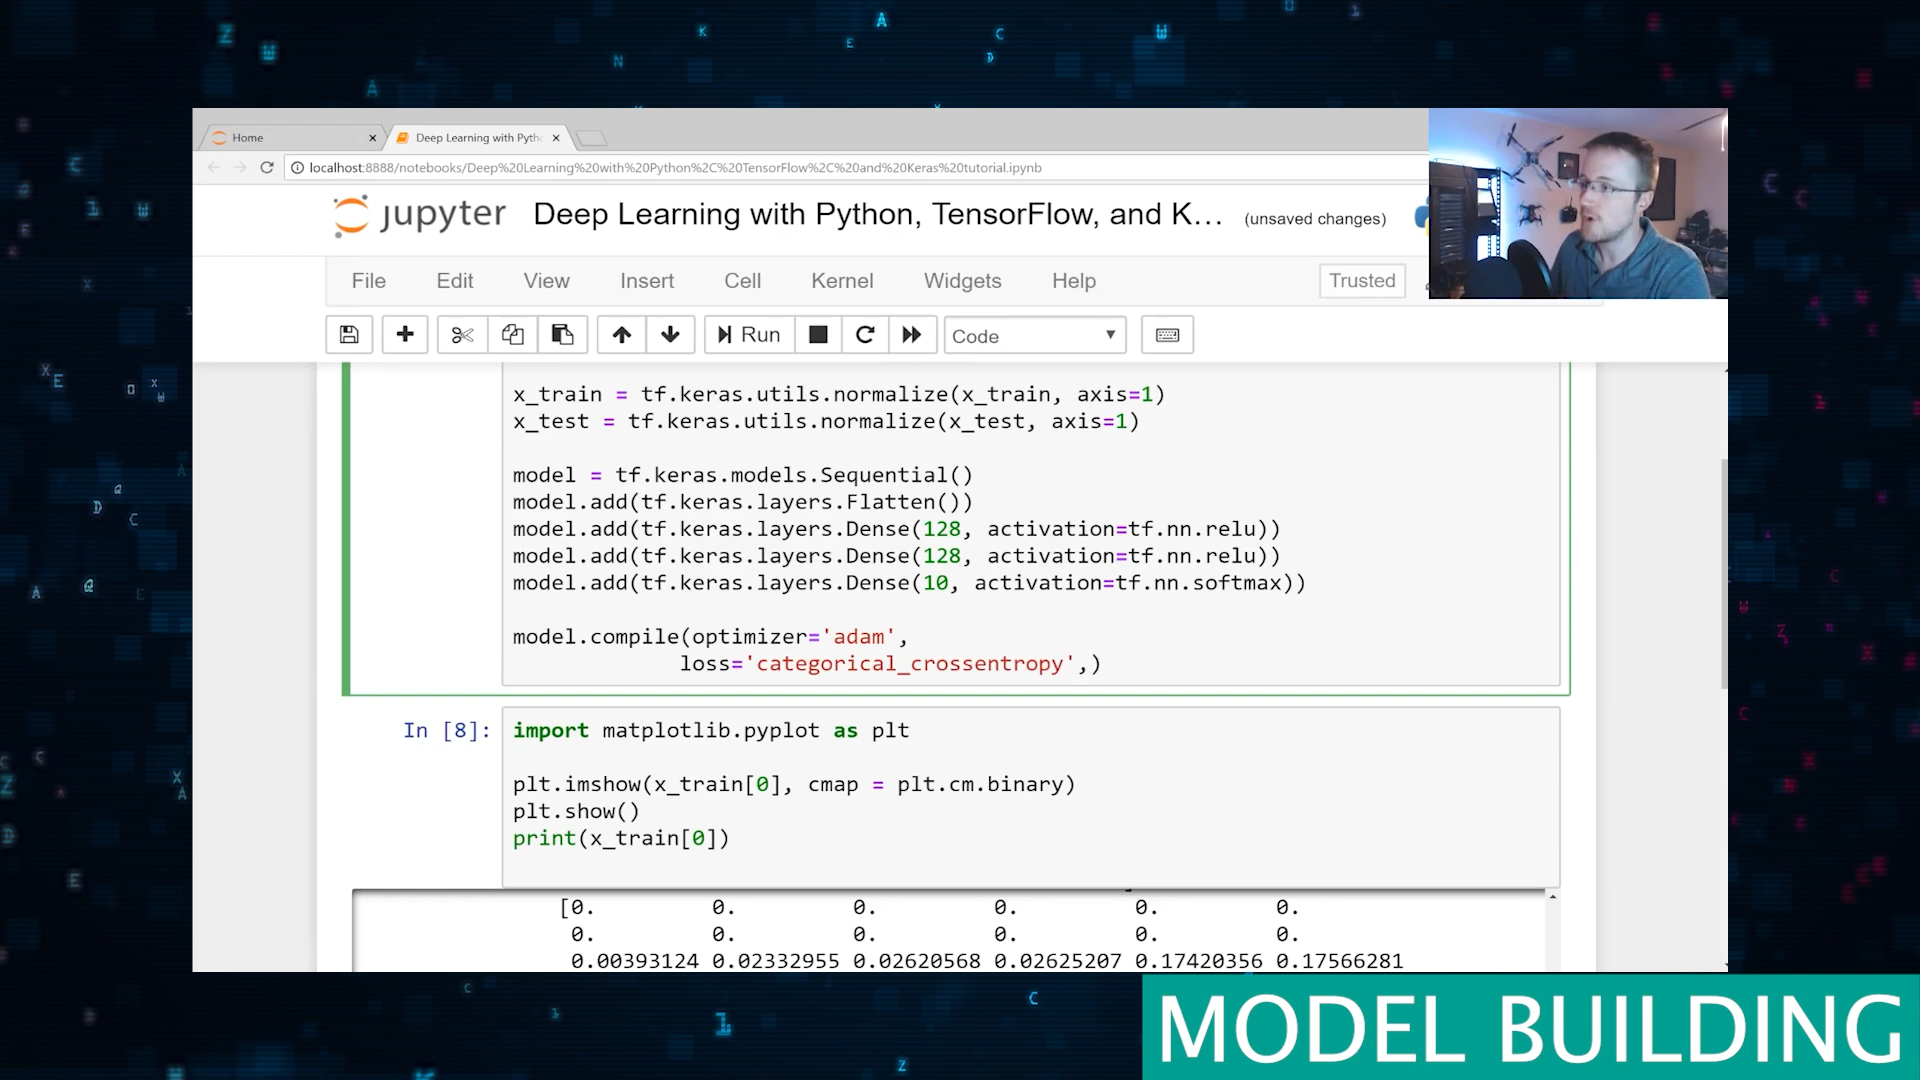 Home
Deep Learning with Pyth
localhost:8888/notebooks/Deep%20Learning%20with%20Python%2C%20TensorFlow%2C%20and%20Keras%20tutorial.ipynb
jupyter Deep Learning with Python, TensorFlow, and K... (unsaved changes)
File Edit View Insert Cell Kernel Widgets Help Trusted
Run Code
x_train = tf.keras.utils.normalize(x_train, axis=1)
x_test = tf.keras.utils.normalize(x_test, axis=1)
model = tf.keras.models.Sequential()
model.add(tf.keras.layers.Flatten())
model.add(tf.keras.layers.Dense(128, activation=tf.nn.relu))
model.add(tf.keras.layers.Dense(128, activation=tf.nn.relu))
model.add(tf.keras.layers.Dense(10, activation=tf.nn.softmax))
model.compile(optimizer='adam',
loss='categorical_crossentropy',)
In [8]: import matplotlib.pyplot as plt
plt.imshow(x_train[0], cmap = plt.cm.binary)
plt.show()
print(x_train[0])
[0. 0. 0. 0. 0. 0.
0. 0. 0. 0. 0. 0.
0.00393124 0.02332955 0.02620568 0.02625207 0.17420356 0.17566281
MODEL BUILDING